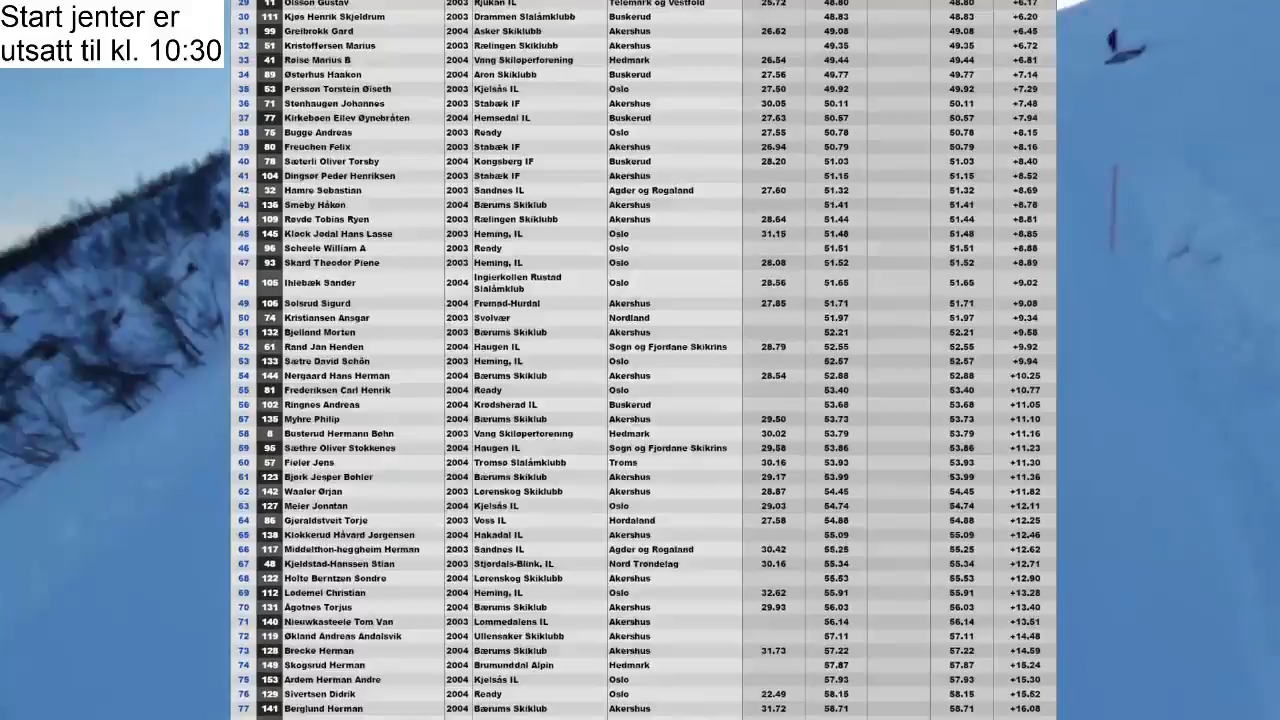 Start jenter er
utsatt til kl. 10:30
29 11 Olsson Gustav 2003 Rjukan IL Telemark og Vestfold 25.72 48.80 48.80 +6.17
30 111 Kjøs Henrik Skjeldrum 2003 Drammen Slalåmklubb Buskerud 48.83 48.83 +6.20
31 99 Greibrokk Gard 2004 Asker Skiklubb Akershus 26.62 49.08 49.08 +6.45
32 51 Kristoffersen Marius 2003 Rælingen Skiklubb Akershus 49.35 49.35 +6.72
33 41 Røise Marius B 2004 Vang Skiløperforening Hedmark 26.54 49.44 49.44 +6.81
34 89 Østerhus Haakon 2004 Aron Skiklubb Buskerud 27.56 49.77 49.77 +7.14
35 53 Persson Torstein Øiseth 2003 Kjelsås IL Oslo 27.50 49.92 49.92 +7.29
36 71 Stenhaugen Johannes 2003 Stabæk IF Akershus 30.05 50.11 50.11 +7.48
37 77 Kirkebøen Eilev Øynebråten 2004 Hemsedal IL Buskerud 27.53 50.57 50.57 +7.94
38 75 Bugge Andreas 2003 Ready Oslo 27.55 50.78 50.78 +8.15
39 80 Freuchen Felix 2003 Stabæk IF Akershus 26.94 50.79 50.79 +8.16
40 78 Sæterli Oliver Torsby 2004 Kongsberg IF Buskerud 28.20 51.03 51.03 +8.40
41 104 Dingsør Peder Henriksen 2003 Stabæk IF Akershus 51.15 51.15 +8.52
42 32 Hamre Sebastian 2003 Sandnes IL Agder og Rogaland 27.60 51.32 51.32 +8.69
43 136 Smeby Håkon 2004 Bærums Skiklub Akershus 51.41 51.41 +8.78
44 109 Røvde Tobias Ryen 2003 Rælingen Skiklubb Akershus 28.64 51.44 51.44 +8.81
45 145 Kløck Jødal Hans Lasse 2003 Heming, IL Oslo 31.15 51.48 51.48 +8.85
46 96 Scheele William A 2003 Ready Oslo 51.51 51.51 +8.88
47 93 Skard Theodor Piene 2003 Heming, IL Oslo 28.08 51.52 51.52 +8.89
48 105 Ihlebæk Sander 2004 Ingierkollen Rustad Slalåmklub Oslo 28.56 51.65 51.65 +9.02
49 106 Solsrud Sigurd 2004 Fremad-Hurdal Akershus 27.85 51.71 51.71 +9.08
50 74 Kristiansen Ansgar 2003 Svolvær Nordland 51.97 51.97 +9.34
51 132 Bjelland Morten 2003 Bærums Skiklub Akershus 52.21 52.21 +9.58
52 61 Rand Jan Henden 2004 Haugen IL Sogn og Fjordane Skikrins 28.79 52.55 52.55 +9.92
53 133 Sætre David Schön 2003 Heming, IL Oslo 52.57 52.57 +9.94
54 144 Nergaard Hans Herman 2004 Bærums Skiklub Akershus 28.54 52.88 52.88 +10.25
55 81 Frederiksen Carl Henrik 2004 Ready Oslo 53.40 53.40 +10.77
56 102 Ringnes Andreas 2004 Krødsherad IL Buskerud 53.68 53.68 +11.05
57 135 Myhre Philip 2004 Bærums Skiklub Akershus 29.50 53.73 53.73 +11.10
58 8 Busterud Hermann Bøhn 2003 Vang Skiløperforening Hedmark 30.02 53.79 53.79 +11.16
59 95 Sæthre Oliver Stokkenes 2004 Haugen IL Sogn og Fjordane Skikrins 29.58 53.86 53.86 +11.23
60 57 Fieler Jens 2004 Tromsø Slalåmklubb Troms 30.16 53.93 53.93 +11.30
61 123 Bjørk Jesper Bøhler 2004 Bærums Skiklub Akershus 29.17 53.99 53.99 +11.36
62 142 Waaler Ørjan 2003 Lørenskog Skiklubb Akershus 28.87 54.45 54.45 +11.82
63 127 Meier Jonatan 2004 Kjelsås IL Oslo 29.03 54.74 54.74 +12.11
64 86 Gjeraldstveit Torje 2003 Voss IL Hordaland 27.58 54.88 54.88 +12.25
65 138 Klokkerud Håvard Jørgensen 2004 Hakadal IL Akershus 55.09 55.09 +12.46
66 117 Middelthon-heggheim Herman 2003 Sandnes IL Agder og Rogaland 30.42 55.25 55.25 +12.62
67 48 Kjeldstad-Hanssen Stian 2003 Stjørdals-Blink, IL Nord Trøndelag 30.16 55.34 55.34 +12.71
68 122 Holte Berntzen Sondre 2004 Lørenskog Skiklubb Akershus 55.53 55.53 +12.90
69 112 Lødemel Christian 2004 Heming, IL Oslo 32.62 55.91 55.91 +13.28
70 131 Ågotnes Torjus 2004 Bærums Skiklub Akershus 29.93 56.03 56.03 +13.40
71 140 Nieuwkasteele Tom Van 2003 Lommedalens IL Akershus 56.14 56.14 +13.51
72 119 Økland Andreas Andalsvik 2004 Ullensaker Skiklubb Akershus 57.11 57.11 +14.48
73 128 Brecke Herman 2004 Bærums Skiklub Akershus 31.73 57.22 57.22 +14.59
74 149 Skogsrud Herman 2004 Brumunddal Alpin Hedmark 57.87 57.87 +15.24
75 153 Ardem Herman Andre 2004 Kjelsås IL Oslo 57.93 57.93 +15.30
76 129 Sivertsen Didrik 2004 Ready Oslo 22.49 58.15 58.15 +15.52
77 141 Berglund Herman 2004 Bærums Skiklub Akershus 31.72 58.71 58.71 +16.08